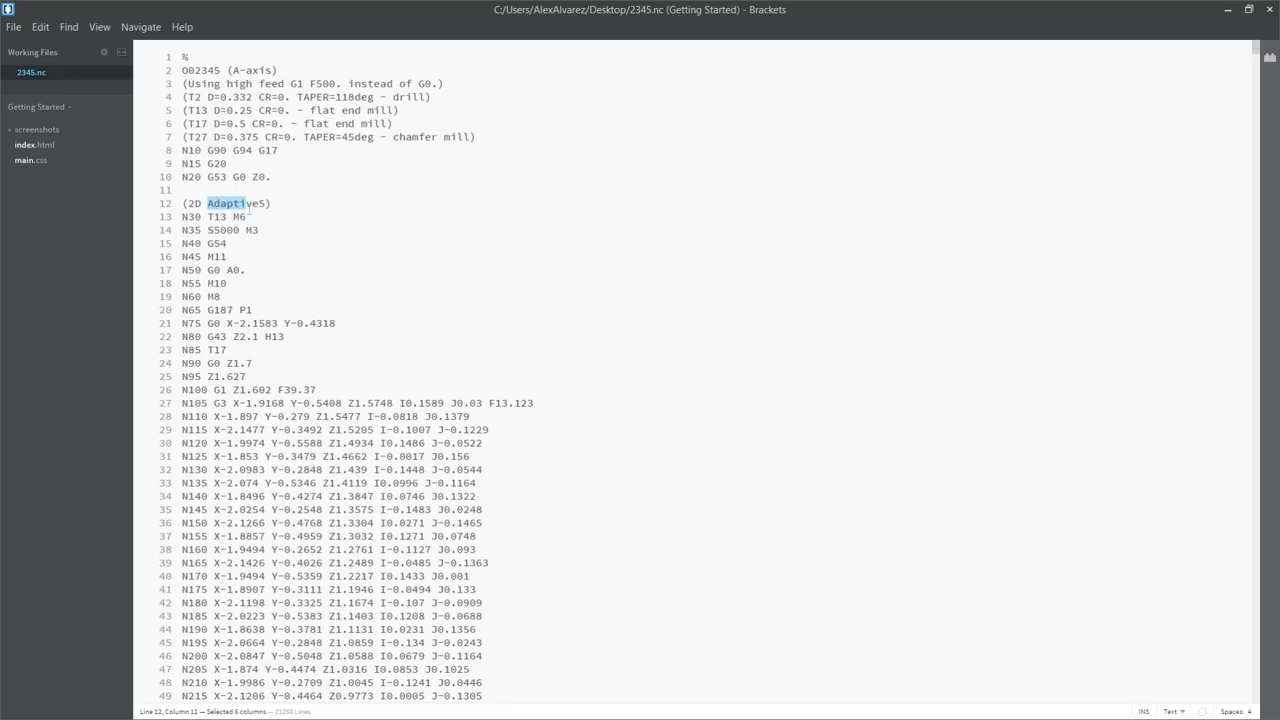 C:/Users/AlexAlvarez/Desktop/2345.nc (Getting Started) - Brackets
File Edit Find View Navigate Help
Working Files
2345.nc
Getting Started
screenshots
index.html
main.css
1 %
2 O02345 (A-axis)
3 (Using high feed G1 F500. instead of G0.)
4 (T2 D=0.332 CR=0. TAPER=118deg - drill)
5 (T13 D=0.25 CR=0. - flat end mill)
6 (T17 D=0.5 CR=0. - flat end mill)
7 (T27 D=0.375 CR=0. TAPER=45deg - chamfer mill)
8 N10 G90 G94 G17
9 N15 G20
10 N20 G53 G0 Z0.
11
12 (2D Adaptive5)
13 N30 T13 M6
14 N35 S5000 M3
15 N40 G54
16 N45 M11
17 N50 G0 A0.
18 N55 M10
19 N60 M8
20 N65 G187 P1
21 N75 G0 X-2.1583 Y-0.4318
22 N80 G43 Z2.1 H13
23 N85 T17
24 N90 G0 Z1.7
25 N95 Z1.627
26 N100 G1 Z1.602 F39.37
27 N105 G3 X-1.9168 Y-0.5408 Z1.5748 I0.1589 J0.03 F13.123
28 N110 X-1.897 Y-0.279 Z1.5477 I-0.0818 J0.1379
29 N115 X-2.1477 Y-0.3492 Z1.5205 I-0.1007 J-0.1229
30 N120 X-1.9974 Y-0.5588 Z1.4934 I0.1486 J-0.0522
31 N125 X-1.853 Y-0.3479 Z1.4662 I-0.0017 J0.156
32 N130 X-2.0983 Y-0.2848 Z1.439 I-0.1448 J-0.0544
33 N135 X-2.074 Y-0.5346 Z1.4119 I0.0996 J-0.1164
34 N140 X-1.8496 Y-0.4274 Z1.3847 I0.0746 J0.1322
35 N145 X-2.0254 Y-0.2548 Z1.3575 I-0.1483 J0.0248
36 N150 X-2.1266 Y-0.4768 Z1.3304 I0.0271 J-0.1465
37 N155 X-1.8857 Y-0.4959 Z1.3032 I0.1271 J0.0748
38 N160 X-1.9494 Y-0.2652 Z1.2761 I-0.1127 J0.093
39 N165 X-2.1426 Y-0.4026 Z1.2489 I-0.0485 J-0.1363
40 N170 X-1.9494 Y-0.5359 Z1.2217 I0.1433 J0.001
41 N175 X-1.8907 Y-0.3111 Z1.1946 I-0.0494 J0.133
42 N180 X-2.1198 Y-0.3325 Z1.1674 I-0.107 J-0.0909
43 N185 X-2.0223 Y-0.5383 Z1.1403 I0.1208 J-0.0688
44 N190 X-1.8638 Y-0.3781 Z1.1131 I0.0231 J0.1356
45 N195 X-2.0664 Y-0.2848 Z1.0859 I-0.134 J-0.0243
46 N200 X-2.0847 Y-0.5048 Z1.0588 I0.0679 J-0.1164
47 N205 X-1.874 Y-0.4474 Z1.0316 I0.0853 J0.1025
48 N210 X-1.9986 Y-0.2709 Z1.0045 I-0.1241 J0.0446
49 N215 X-2.1206 Y-0.4464 Z0.9773 I0.0005 J-0.1305
Line 12, Column 11 — Selected 6 columns — 21250 Lines INS Text Spaces: 4